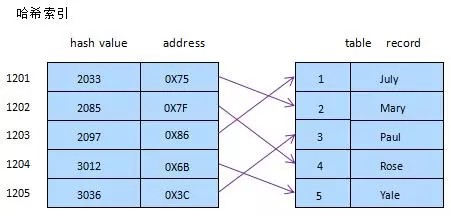 哈希索引
hash value address table record
1201 2033 0X75 1 July
1202 2085 0X7F 2 Mary
1203 2097 0X86 3 Paul
1204 3012 0X6B 4 Rose
1205 3036 0X3C 5 Yale